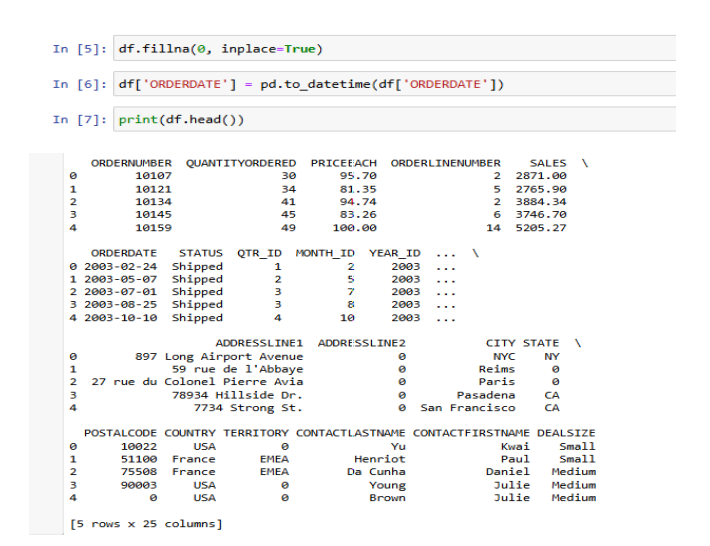 In [5]: df.fillna(0, inplace=True)
In [6]: df['ORDERDATE'] = pd.to_datetime(df['ORDERDATE'])
In [7]: print(df.head())
ORDERNUMBER QUANTITYORDERED PRICEEACH ORDERLINENUMBER SALES \
0 10107 30 95.70 2 2871.00
1 10121 34 81.35 5 2765.90
2 10134 41 94.74 2 3884.34
3 10145 45 83.26 6 3746.70
4 10159 49 100.00 14 5205.27
ORDERDATE STATUS QTR_ID MONTH_ID YEAR_ID ... \
0 2003-02-24 Shipped 1 2 2003 ...
1 2003-05-07 Shipped 2 5 2003 ...
2 2003-07-01 Shipped 3 7 2003 ...
3 2003-08-25 Shipped 3 8 2003 ...
4 2003-10-10 Shipped 4 10 2003 ...
ADDRESSLINE1 ADDRESSLINE2 CITY STATE \
0 897 Long Airport Avenue 0 NYC NY
1 59 rue de l'Abbaye 0 Reims 0
2 27 rue du Colonel Pierre Avia 0 Paris 0
3 78934 Hillside Dr. 0 Pasadena CA
4 7734 Strong St. 0 San Francisco CA
POSTALCODE COUNTRY TERRITORY CONTACTLASTNAME CONTACTFIRSTNAME DEALSIZE
0 10022 USA 0 Yu Kwai Small
1 51100 France EMEA Henriot Paul Small
2 75508 France EMEA Da Cunha Daniel Medium
3 90003 USA 0 Young Julie Medium
4 0 USA 0 Brown Julie Medium
[5 rows x 25 columns]